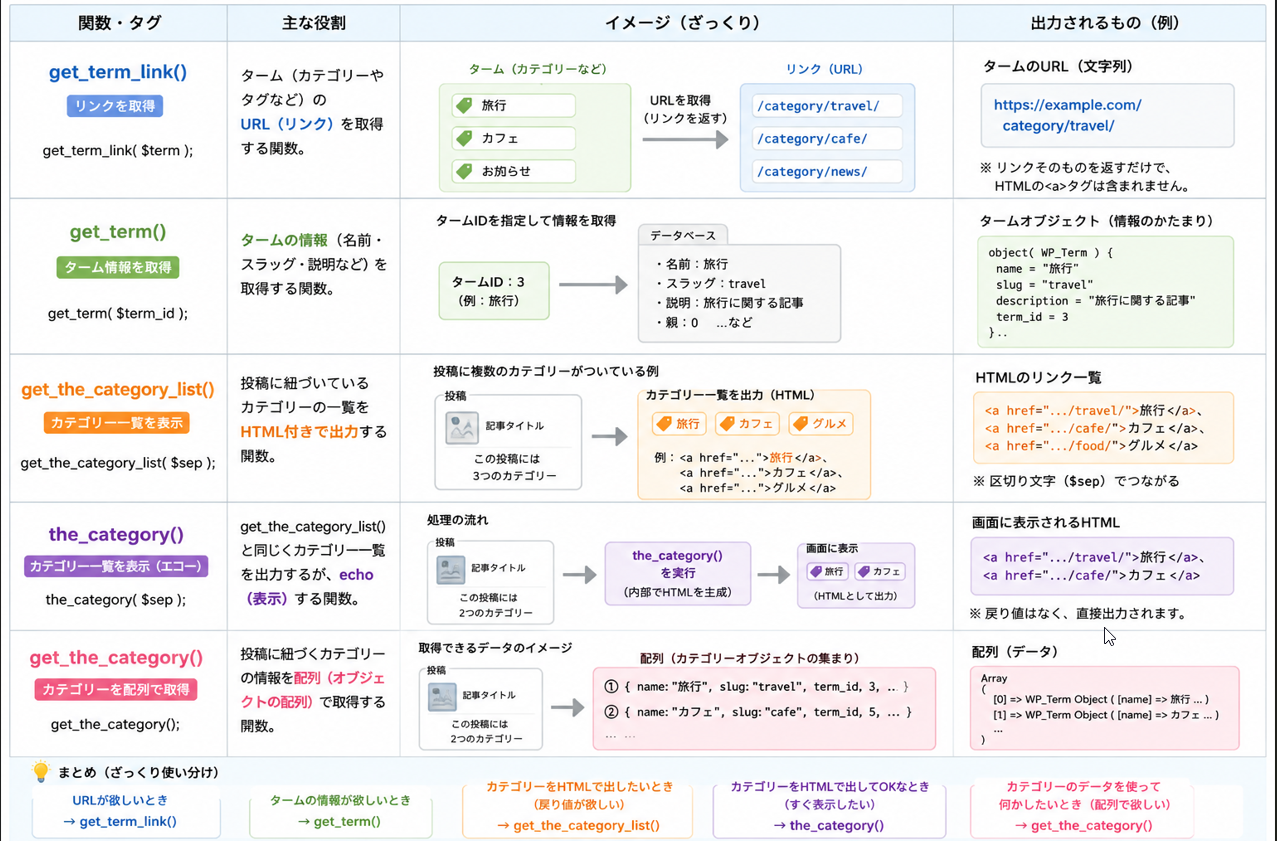 関数・タグ
主な役割
イメージ（ざっくり）
出力されるもの（例）
get_term_link()
リンクを取得
get_term_link( $term );
ターム（カテゴリーや
タグなど）の
URL（リンク）を取得
する関数。
ターム（カテゴリーなど）
旅行
カフェ
お知らせ
URLを取得
（リンクを返す）
リンク（URL）
/category/travel/
/category/cafe/
/category/news/
タームのURL（文字列）
https://example.com/
category/travel/
※ リンクそのものを返すだけで、
HTMLの<a>タグは含まれません。
get_term()
ターム情報を取得
get_term( $term_id );
タームの情報（名前・
スラッグ・説明など）を
取得する関数。
タームIDを指定して情報を取得
タームID：3
（例：旅行）
データベース
・名前：旅行
・スラッグ：travel
・説明：旅行に関する記事
・親：0 …など
タームオブジェクト（情報のかたまり）
object( WP_Term ) {
name = "旅行"
slug = "travel"
description = "旅行に関する記事"
term_id = 3
}..
get_the_category_list()
カテゴリー一覧を表示
get_the_category_list( $sep );
投稿に紐づいている
カテゴリーの一覧を
HTML付きで出力する
関数。
投稿に複数のカテゴリーがついている例
投稿
記事タイトル
この投稿には
3つのカテゴリー
カテゴリー一覧を出力（HTML）
旅行
カフェ
グルメ
例：<a href="...">旅行</a>、
<a href="...">カフェ</a>、
<a href="...">グルメ</a>
HTMLのリンク一覧
<a href=".../travel/">旅行</a>、
<a href=".../cafe/">カフェ</a>、
<a href=".../food/">グルメ</a>
※ 区切り文字（$sep）でつながる
the_category()
カテゴリー一覧を表示（エコー）
the_category( $sep );
get_the_category_list()
と同じくカテゴリー一覧
を出力するが、echo
（表示）する関数。
処理の流れ
投稿
記事タイトル
この投稿には
2つのカテゴリー
the_category()
を実行
（内部でHTMLを生成）
画面に表示
旅行
カフェ
（HTMLとして出力）
画面に表示されるHTML
<a href=".../travel/">旅行</a>、
<a href=".../cafe/">カフェ</a>
※ 戻り値はなく、直接出力されます。
get_the_category()
カテゴリーを配列で取得
get_the_category();
投稿に紐づくカテゴリー
の情報を配列（オブジェ
クトの配列）で取得する
関数。
取得できるデータのイメージ
投稿
記事タイトル
この投稿には
2つのカテゴリー
配列（カテゴリーオブジェクトの集まり）
① { name: "旅行", slug: "travel", term_id, 3, .. }
② { name: "カフェ", slug: "cafe", term_id, 5, ... }
... ...
配列（データ）
Array
(
[0] => WP_Term Object ( [name] => 旅行 ... )
[1] => WP_Term Object ( [name] => カフェ ... )
...
)
まとめ（ざっくり使い分け）
URLが欲しいとき
→ get_term_link()
タームの情報が欲しいとき
→ get_term()
カテゴリーをHTMLで出したいとき
（戻り値が欲しい）
→ get_the_category_list()
カテゴリーをHTMLで出してOKなとき
（すぐ表示したい）
→ the_category()
カテゴリーのデータを使って
何かしたいとき（配列で欲しい）
→ get_the_category()